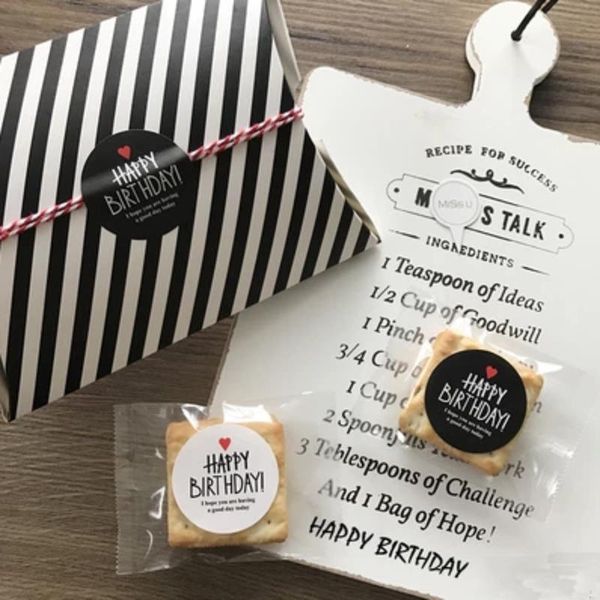 HAPPY
BIRTHDAY!
I hope you are having
a good day today
RECIPE FOR SUCCESS
MISS U
M S TALK
INGREDIENTS
1 Teaspoon of Ideas
1/2 Cup of Goodwill
1 Pinch
3/4 Cup
1 Cup
2
3 Teblespoons of Challenge
And 1 Bag of Hope!
HAPPY BIRTHDAY
HAPPY
BIRTHDAY!
I hope you are having
a good day today
HAPPY
BIRTHDAY!
I hope you are having
a good day today